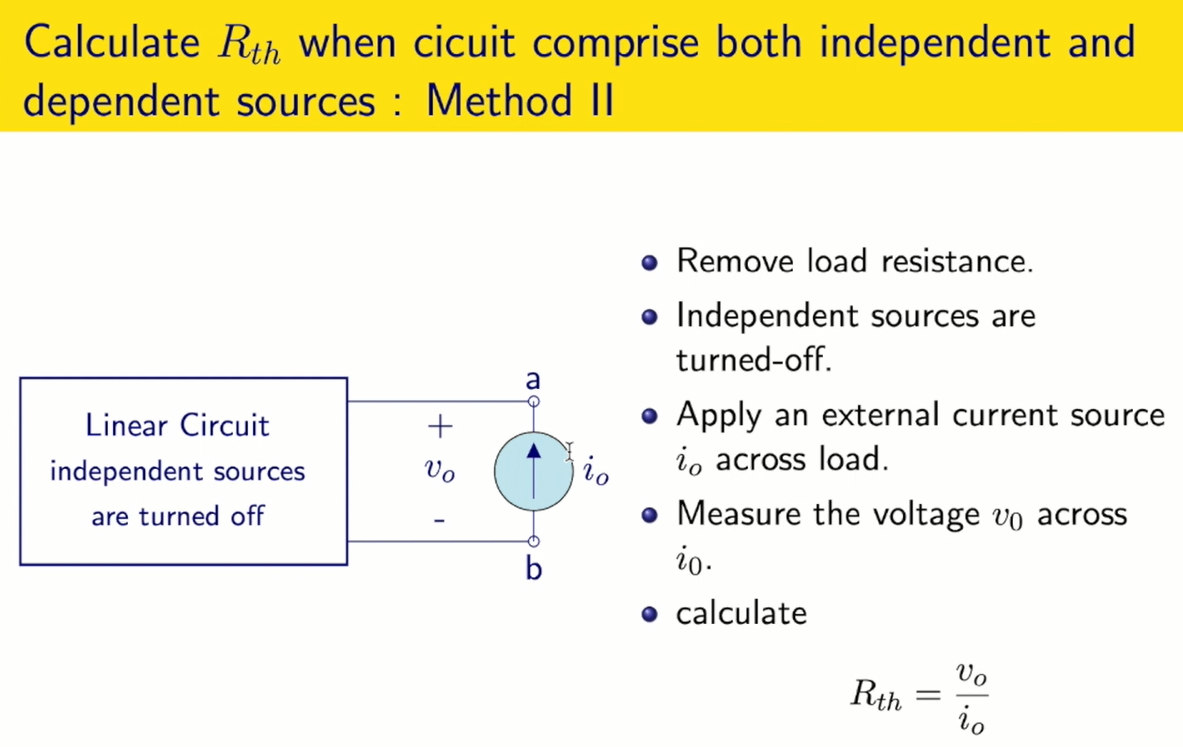 Calculate R_th when cicuit comprise both independent and
dependent sources : Method II
Remove load resistance.
Independent sources are
turned-off.
Apply an external current source
i_o across load.
Measure the voltage v_0 across
i_0.
calculate
R_th = v_o / i_o
Linear Circuit
independent sources
are turned off
a
+
v_o
-
i_o
b